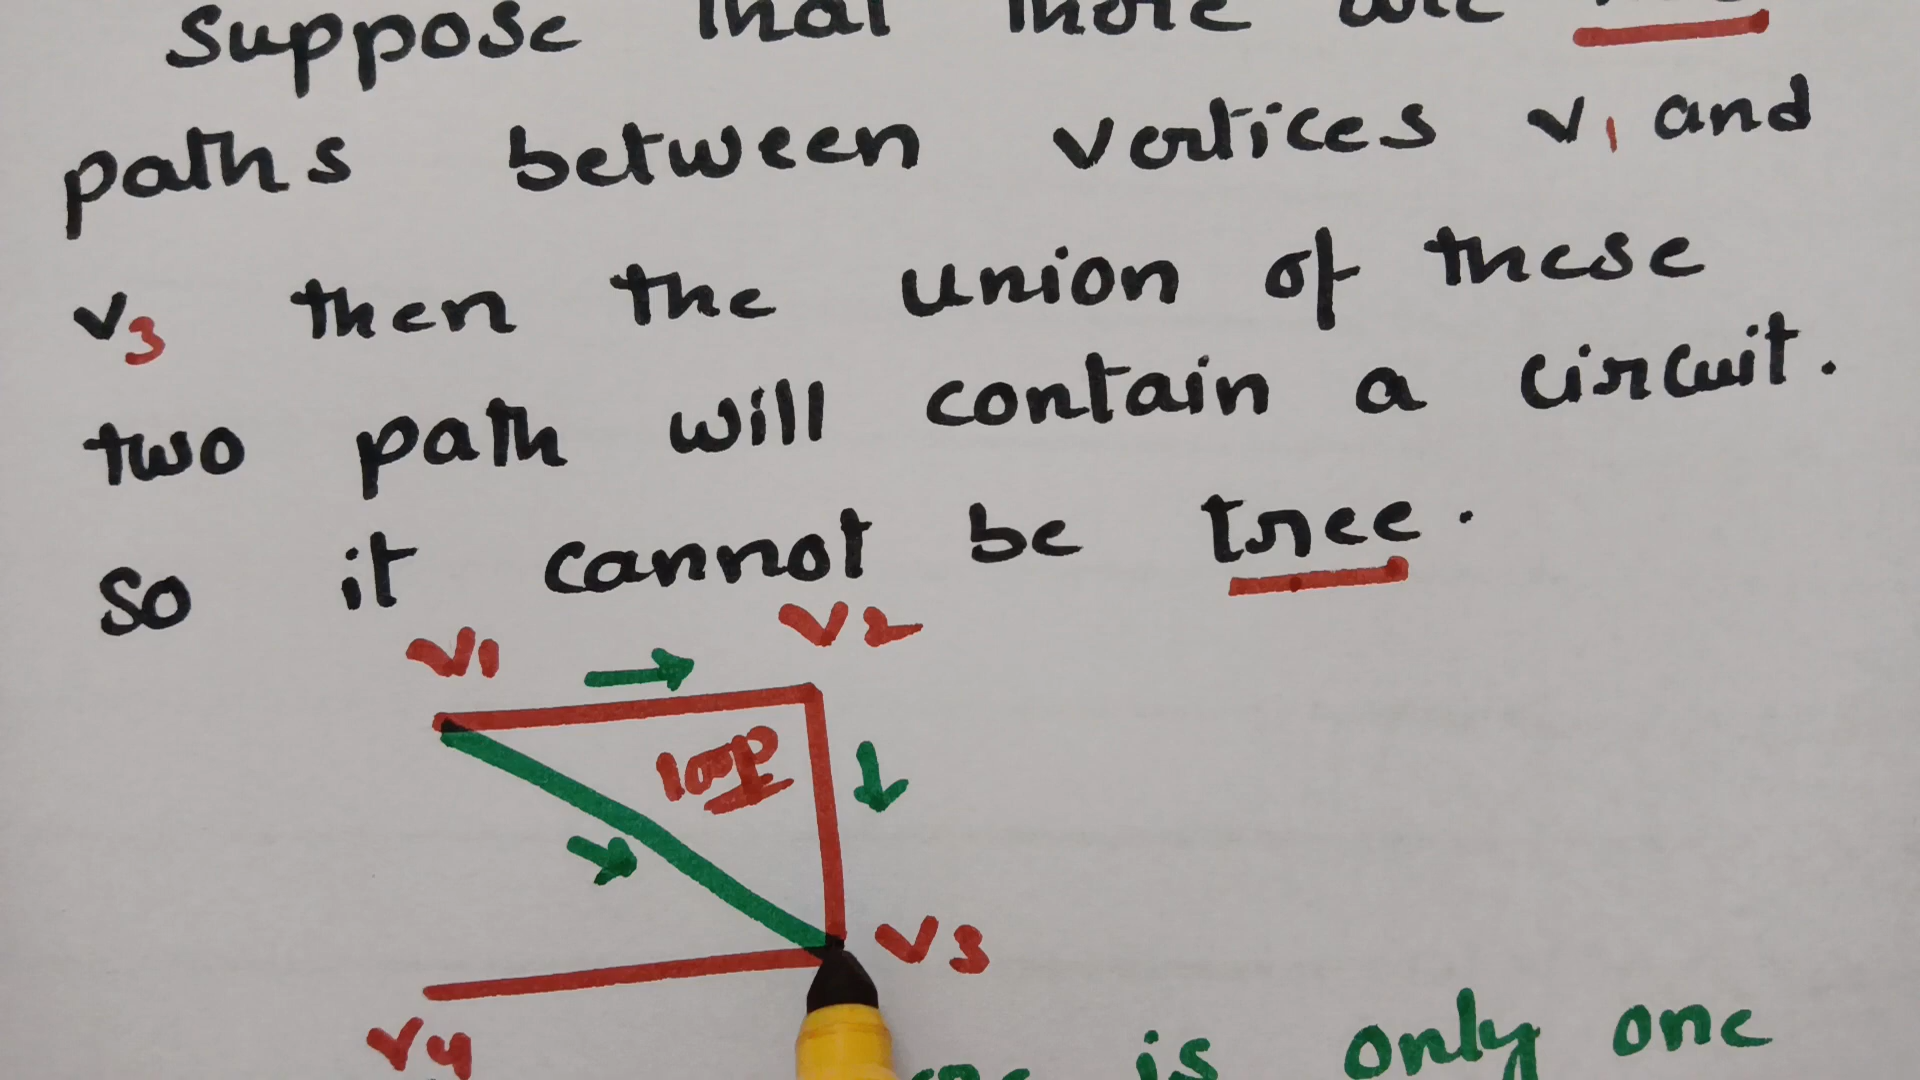 Suppose that there are
paths between vertices v1 and
v3 then the union of these
two path will contain a circuit.
So it cannot be tree.
v1
v2
loop
v3
v4
is only one